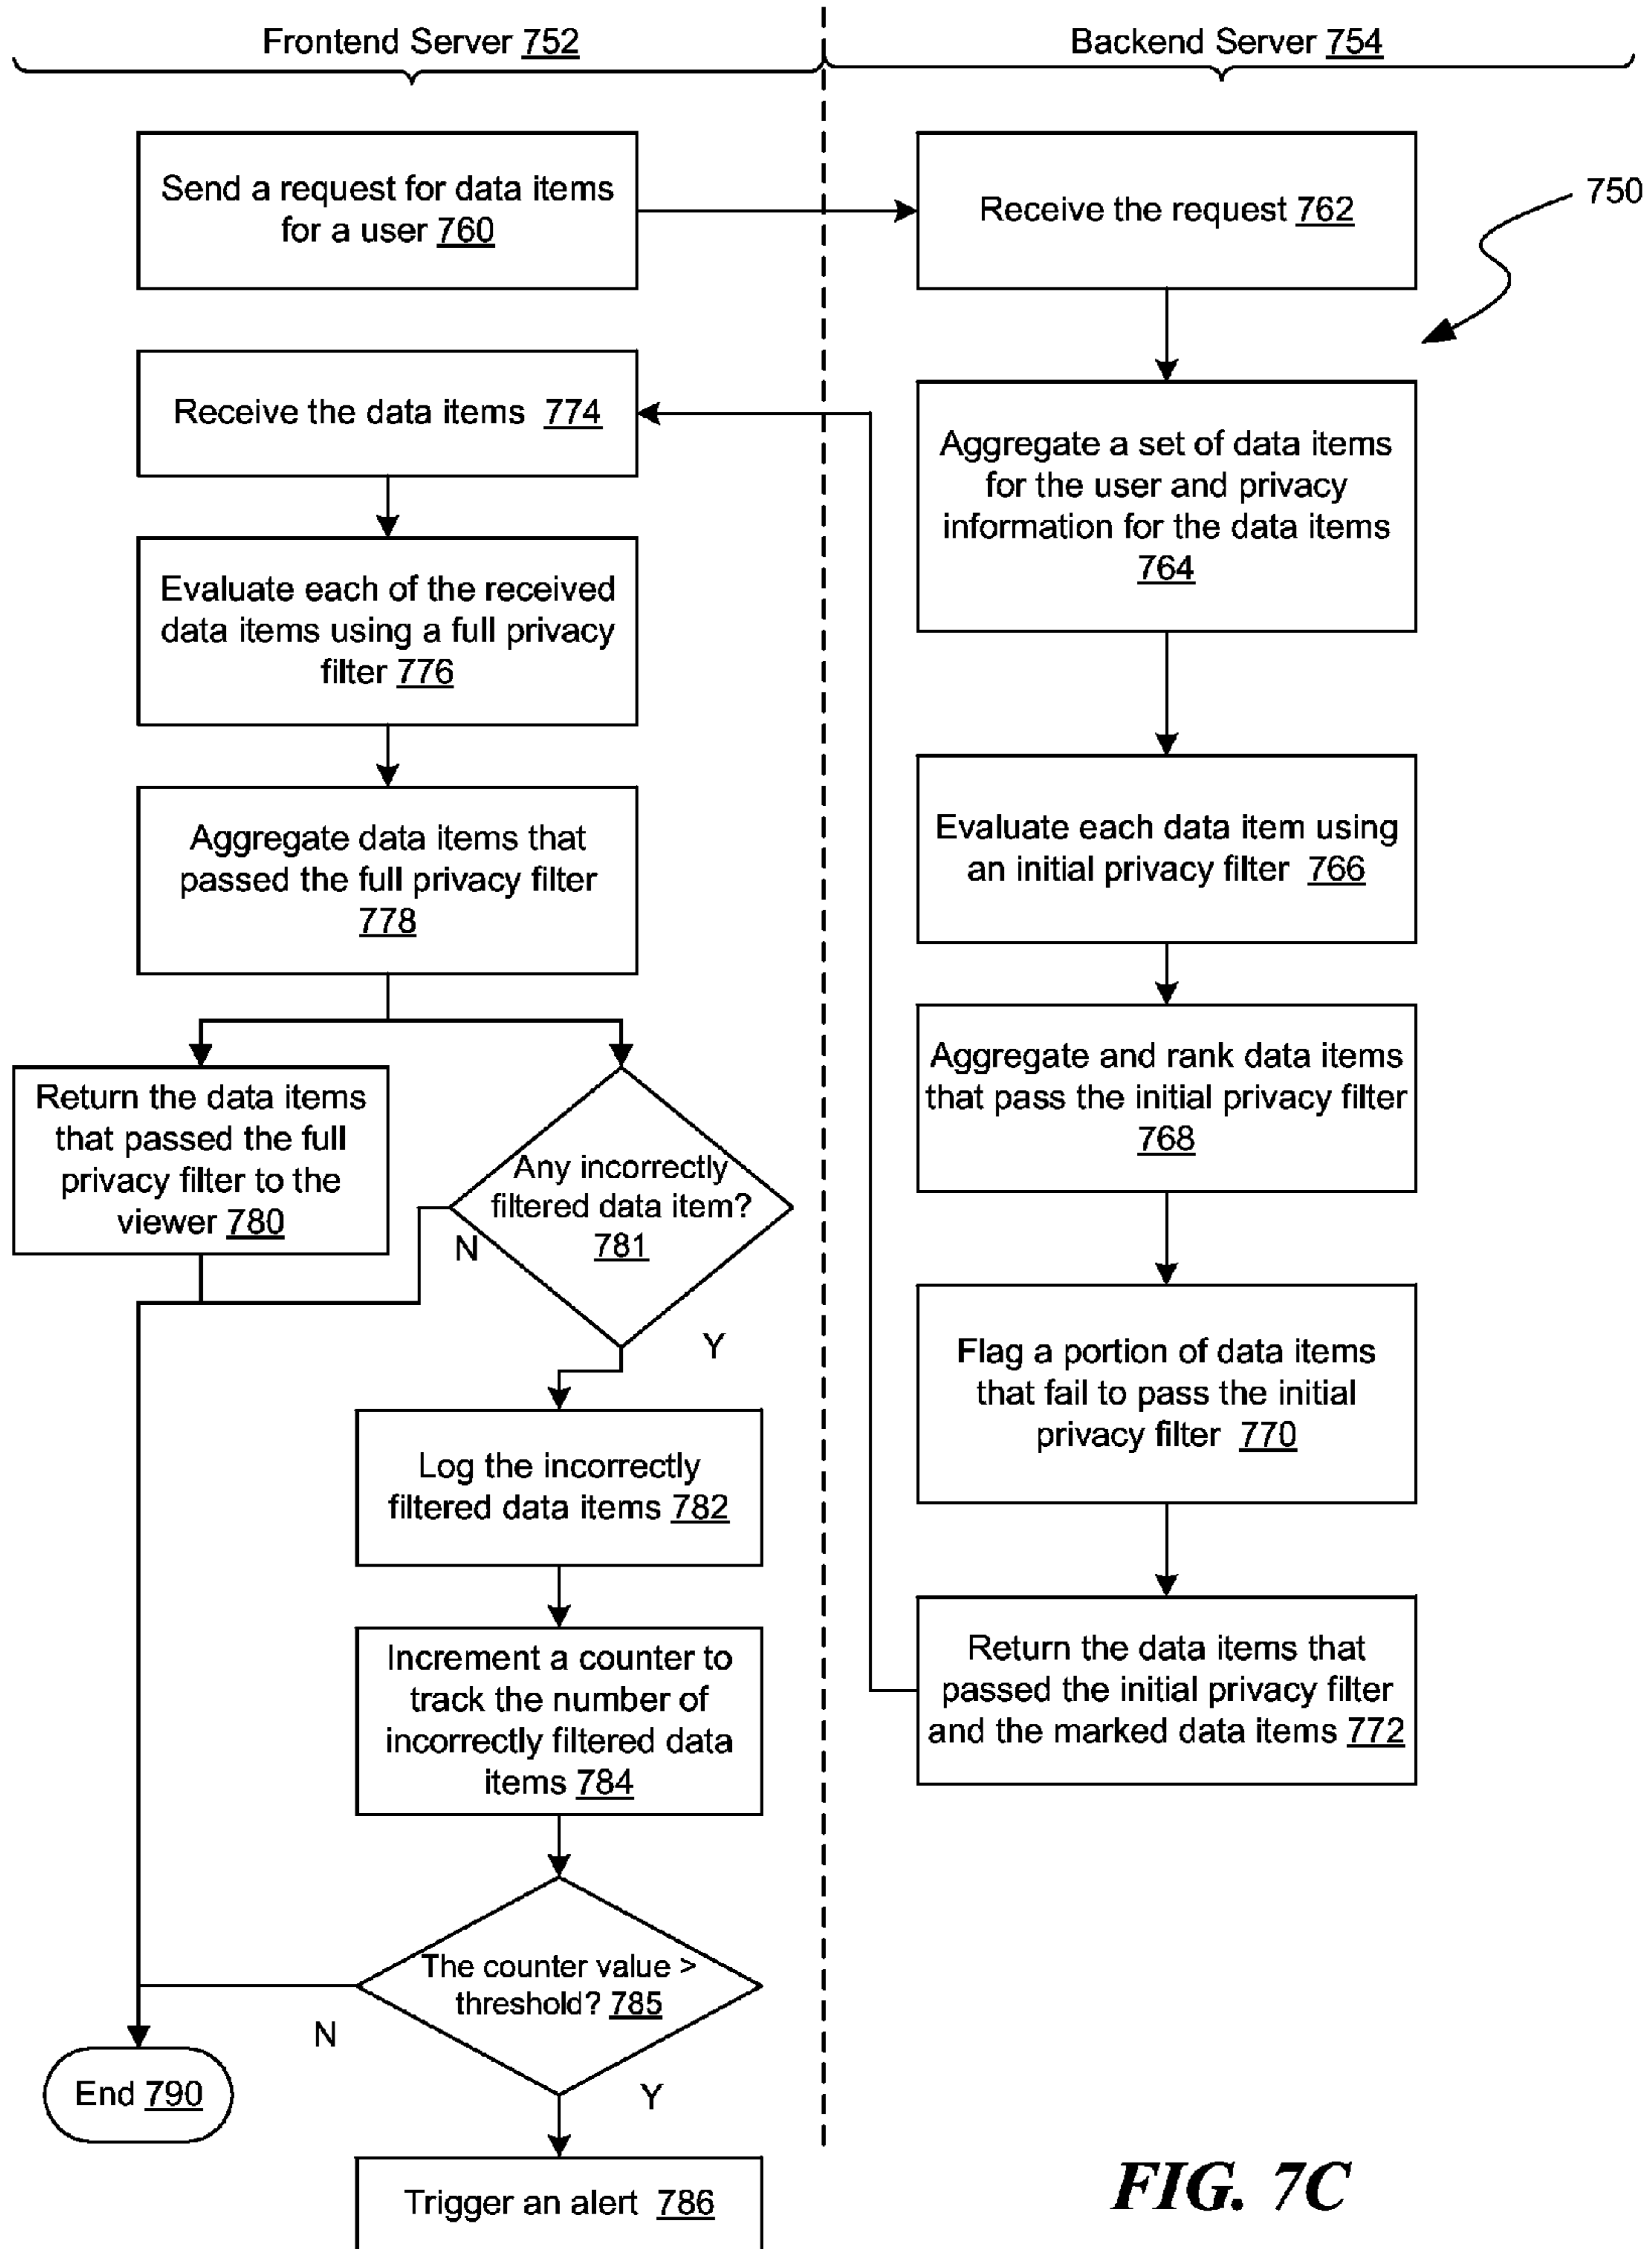 Frontend Server 752
Backend Server 754
750
Send a request for data items
for a user 760
Receive the request 762
Receive the data items 774
Aggregate a set of data items
for the user and privacy
information for the data items
764
Evaluate each of the received
data items using a full privacy
filter 776
Evaluate each data item using
an initial privacy filter 766
Aggregate data items that
passed the full privacy filter
778
Aggregate and rank data items
that pass the initial privacy filter
768
Return the data items
that passed the full
privacy filter to the
viewer 780
Any incorrectly
filtered data item?
781
N
Y
Flag a portion of data items
that fail to pass the initial
privacy filter 770
Log the incorrectly
filtered data items 782
Return the data items that
passed the initial privacy filter
and the marked data items 772
Increment a counter to
track the number of
incorrectly filtered data
items 784
The counter value >
threshold? 785
N
Y
End 790
Trigger an alert 786
FIG. 7C